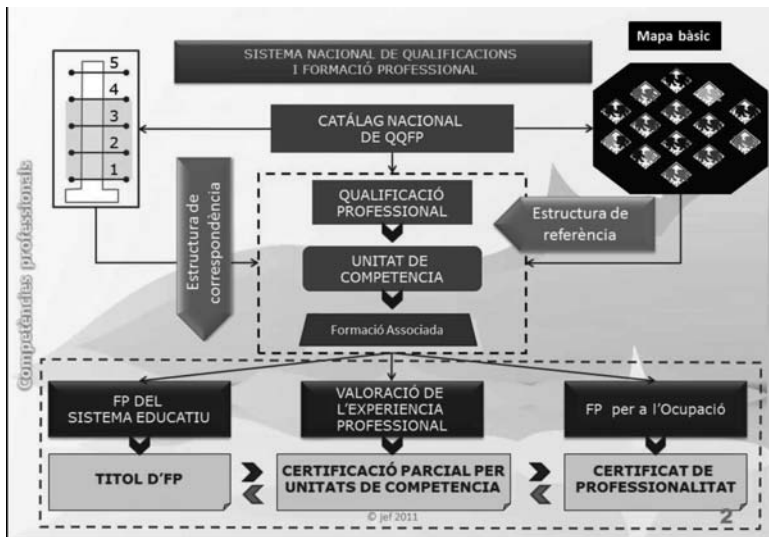 SISTEMA NACIONAL DE QUALIFICACIONS
I FORMACIÓ PROFESSIONAL
Mapa bàsic
5
4
3
2
1
CATÁLAG NACIONAL
DE QQFP
QUALIFICACIÓ
PROFESSIONAL
UNITAT DE
COMPETENCIA
Formació Associada
Estructura de
correspondència
Estructura de
referència
Competències professionals
FP DEL
SISTEMA EDUCATIU
VALORACIÓ DE
L'EXPERIENCIA
PROFESSIONAL
FP per a l'Ocupació
TITOL D'FP
CERTIFICACIÓ PARCIAL PER
UNITATS DE COMPETENCIA
CERTIFICAT DE
PROFESSIONALITAT
© jef 2011
2